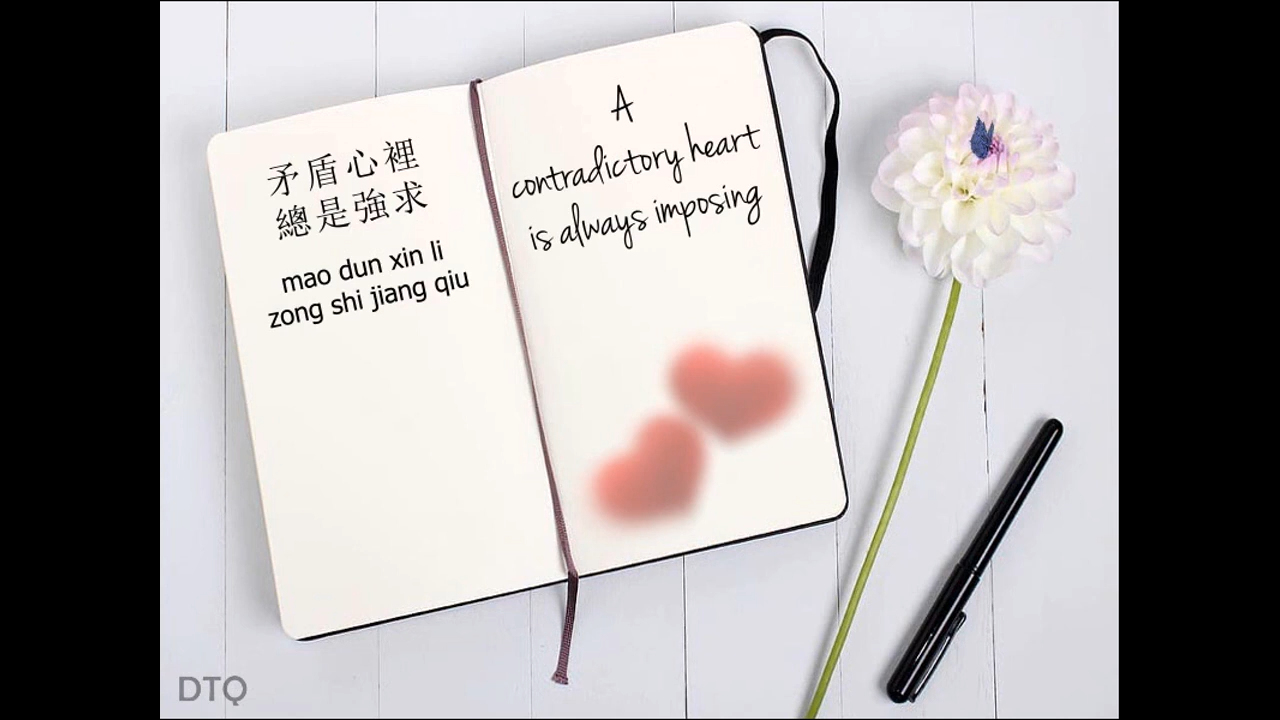 矛盾心裡
總是強求
mao dun xin li
zong shi jiang qiu
A
contradictory heart
is always imposing
DTQ